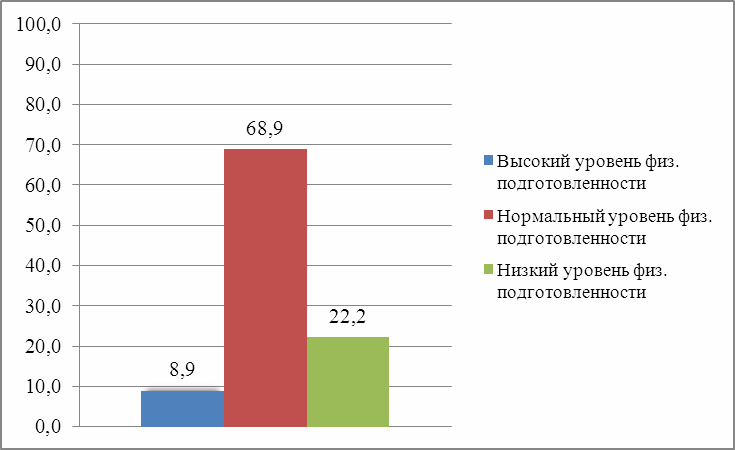 100,0
90,0
80,0
70,0
60,0
50,0
40,0
30,0
20,0
10,0
0,0
8,9
68,9
22,2
Высокий уровень физ.
подготовленности
Нормальный уровень физ.
подготовленности
Низкий уровень физ.
подготовленности